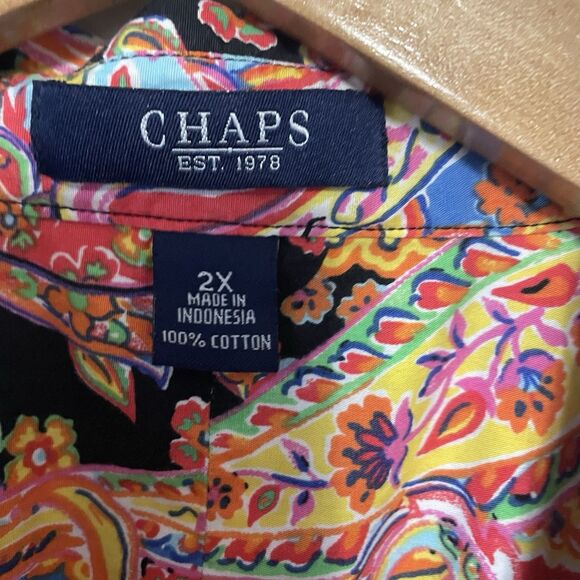 CHAPS
EST. 1978
2X
MADE IN
INDONESIA
100% COTTON